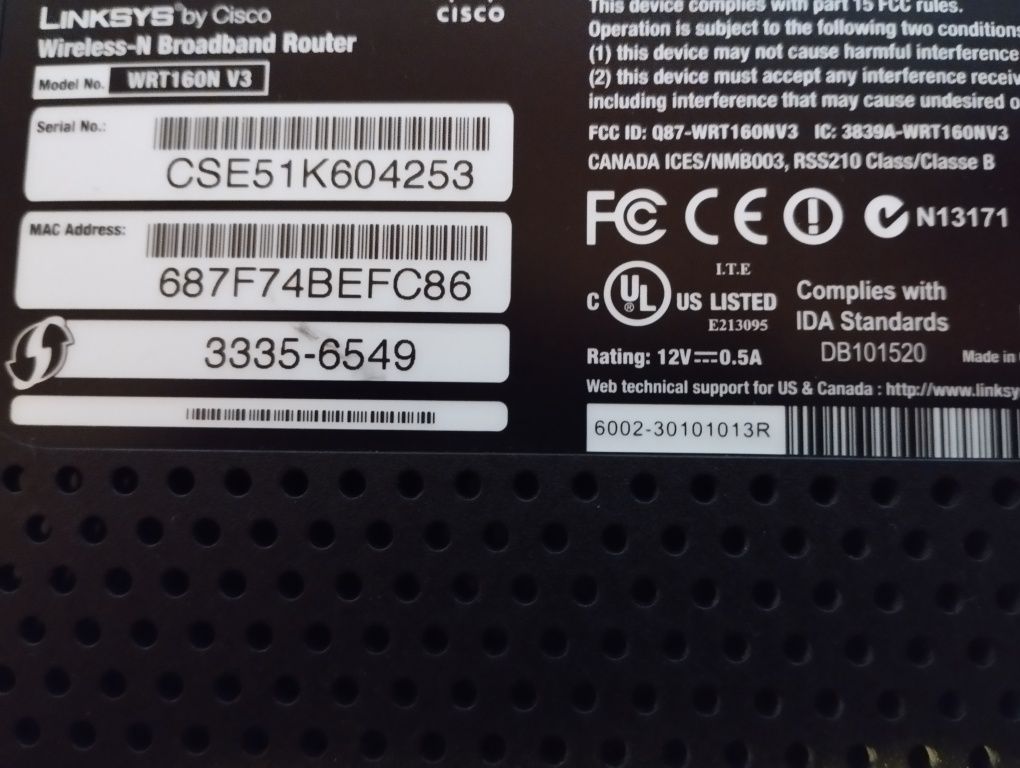 LINKSYS® by Cisco
cisco
Wireless-N Broadband Router
Model No. WRT160N V3
Serial No.:
CSE51K604253
MAC Address:
687F74BEFC86
3335-6549
This device complies with part 15 FCC rules.
Operation is subject to the following two conditions
(1) this device may not cause harmful interference
(2) this device must accept any interference
including interference that may cause undesired
FCC ID: Q87-WRT160NV3 IC: 3839A-WRT160NV3
CANADA ICES/NMB003, RSS210 Class/Classe B
FC CE N13171
I.T.E
C UL® US LISTED
E213095
Complies with
IDA Standards
DB101520
Rating: 12V⎓0.5A
Made in
Web technical support for US & Canada : http://www.linksy
6002-30101013R